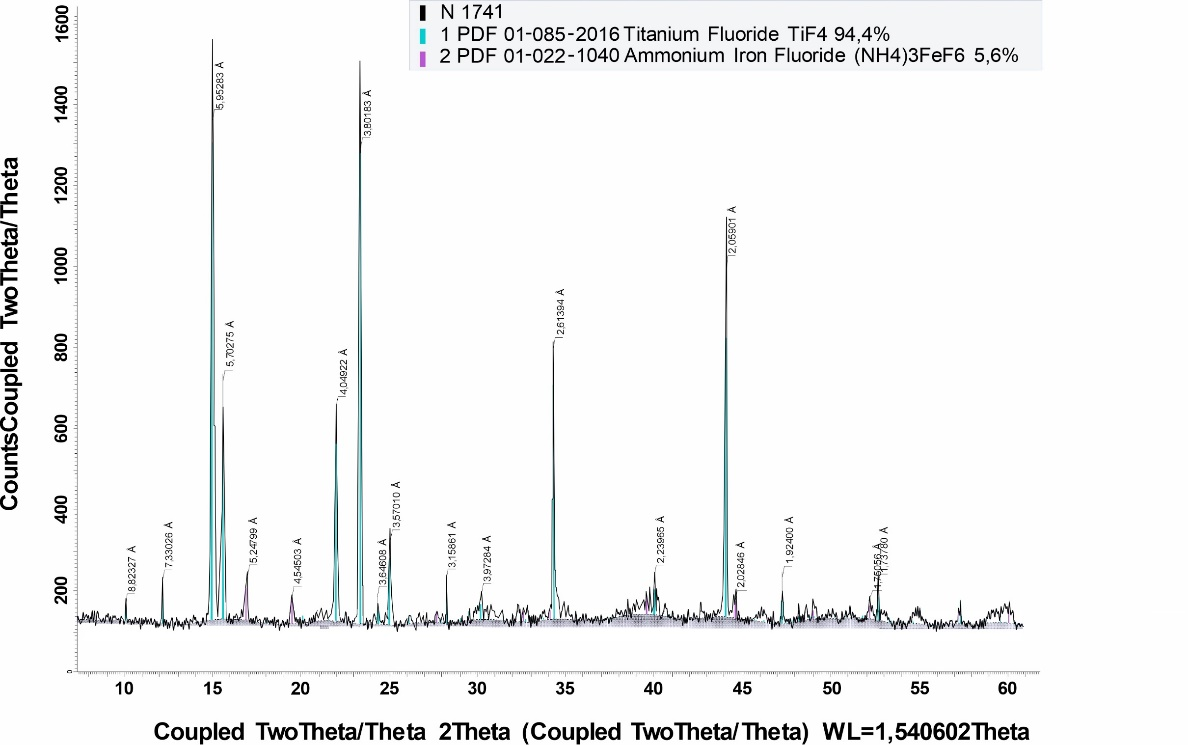 N 1741
1 PDF 01-085-2016 Titanium Fluoride TiF4 94,4%
2 PDF 01-022-1040 Ammonium Iron Fluoride (NH4)3FeF6 5,6%
CountsCoupled TwoTheta/Theta
1600
1400
1200
1000
800
600
400
200
0
8,82327 Å
7,33026 Å
5,95283 Å
5,70275 Å
5,24799 Å
4,54503 Å
4,04922 Å
3,80183 Å
3,64608 Å
3,57010 Å
3,15861 Å
3,97284 Å
2,61394 Å
2,23965 Å
2,05901 Å
2,02846 Å
1,92400 Å
1,73780 Å
10 15 20 25 30 35 40 45 50 55 60
Coupled TwoTheta/Theta 2Theta (Coupled TwoTheta/Theta) WL=1,540602Theta